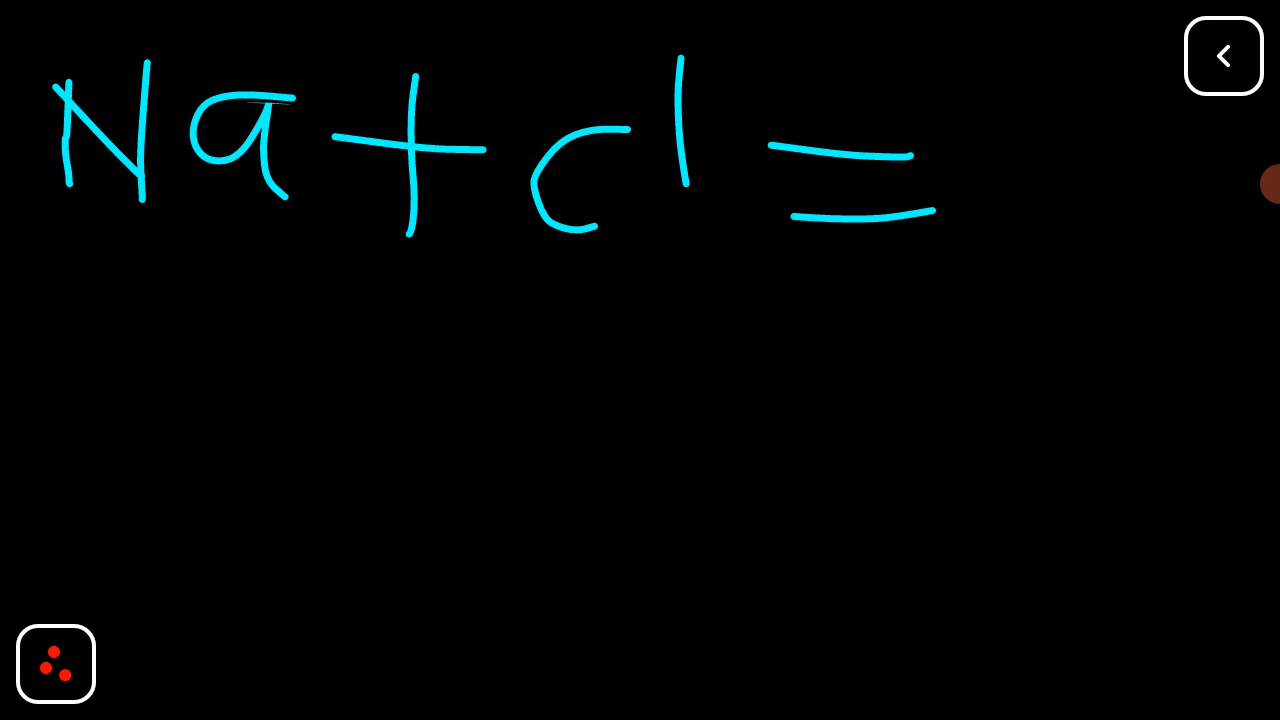 Na + cl =